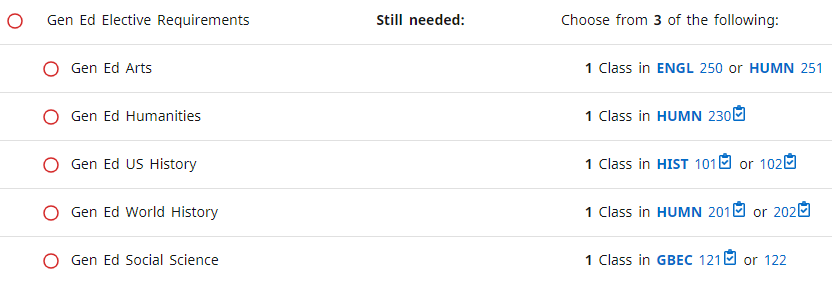 Gen Ed Elective Requirements Still needed: Choose from 3 of the following:
Gen Ed Arts 1 Class in ENGL 250 or HUMN 251
Gen Ed Humanities 1 Class in HUMN 230
Gen Ed US History 1 Class in HIST 101 or 102
Gen Ed World History 1 Class in HUMN 201 or 202
Gen Ed Social Science 1 Class in GBEC 121 or 122